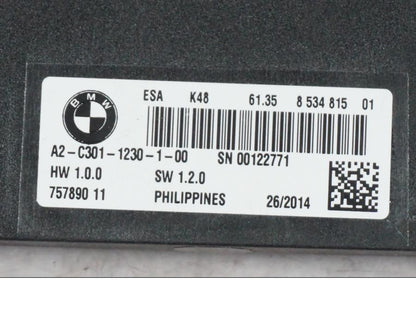 BMW
ESA K48 61.35 8 534 815 01
A2-C301-1230-1-00 SN 00122771
HW 1.0.0 SW 1.2.0
757890 11 PHILIPPINES 26/2014